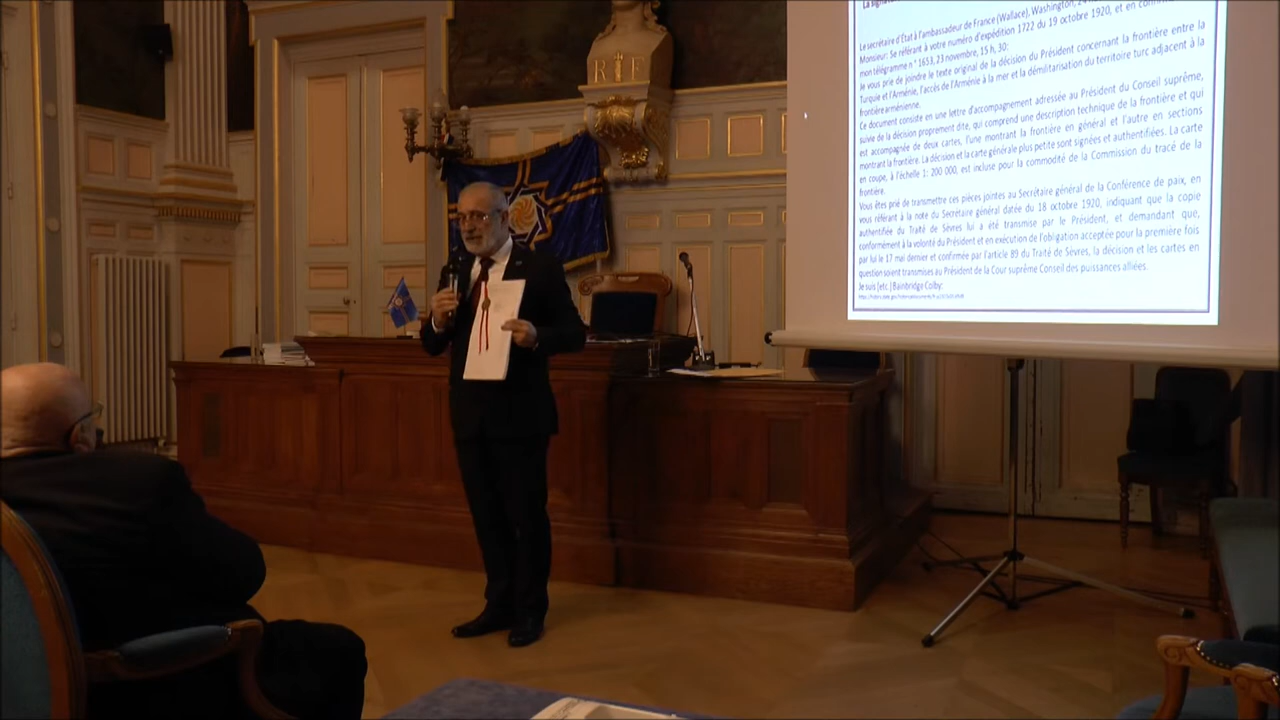 La signat
Le secrétaire d'État à l'ambassadeur de France (Wallace), Washington, 24 n
Monsieur: Se référant à votre numéro d'expédition 1722 du 19 octobre 1920, et en
mon télégramme n° 1653, 23 novembre, 15 h, 30:
Je vous prie de joindre le texte original de la décision du Président concernant la frontière entre la
Turquie et l'Arménie, l'accès de l'Arménie à la mer et la démilitarisation du territoire turc adjacent à la
frontière arménienne.
Ce document consiste en une lettre d'accompagnement adressée au Président du Conseil suprême,
suivie de la décision proprement dite, qui comprend une description technique de la frontière et qui
est accompagnée de deux cartes, l'une montrant la frontière en général et l'autre en sections
montrant la frontière. La décision et la carte générale plus petite sont signées et authentifiées. La carte
en coupe, à l'échelle 1: 200 000, est incluse pour la commodité de la Commission du tracé de la
frontière.
Vous êtes prié de transmettre ces pièces jointes au Secrétaire général de la Conférence de paix, en
vous référant à la note du Secrétaire général datée du 18 octobre 1920, indiquant que la copie
authentifiée du Traité de Sèvres lui a été transmise par le Président, et demandant que,
conformément à la volonté du Président et en exécution de l'obligation acceptée pour la première fois
par lui le 17 mai dernier et confirmée par l'article 89 du Traité de Sèvres, la décision et les cartes en
question soient transmises au Président de la Cour suprême Conseil des puissances alliées.
Je suis [etc.] Bainbridge Colby:
R F